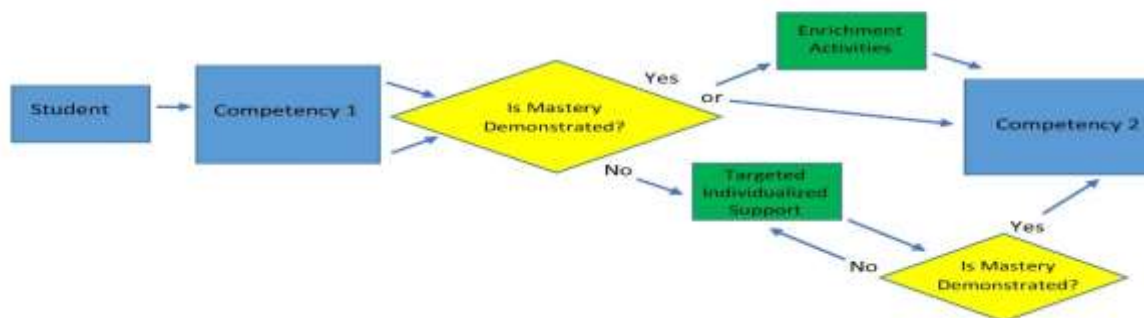 Student
Competency 1
Is Mastery
Demonstrated?
Yes
or
Enrichment
Activities
Competency 2
No
Targeted
Individualized
Support
No
Yes
Is Mastery
Demonstrated?